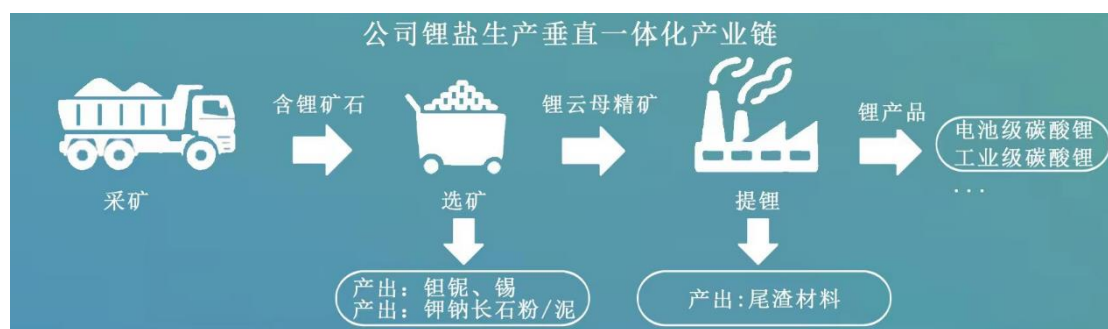 公司锂盐生产垂直一体化产业链
含锂矿石
锂云母精矿
锂产品
电池级碳酸锂
工业级碳酸锂
...
采矿
选矿
提锂
产出：钽铌、锡
产出：钾钠长石粉/泥
产出:尾渣材料